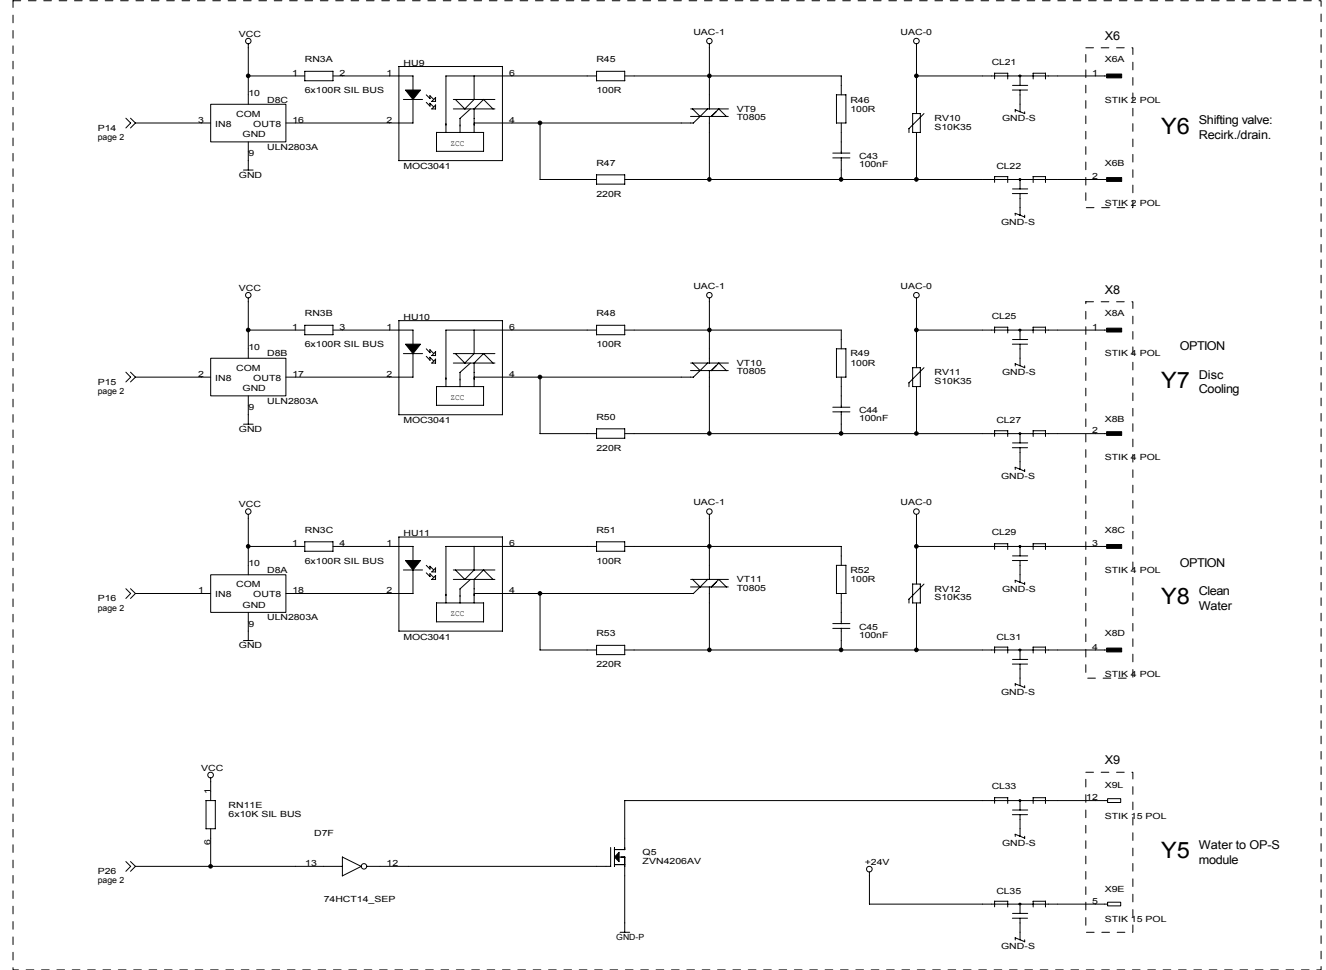 VCC
UAC-1
UAC-0
X6
RN3A
1 2
6x100R SIL BUS
HU9
1
6
R45
100R
CL21
X6A
1
STIK 2 POL
GND-S
10
D8C
COM
P14
page 2
3
IN8
OUT8
16
GND
ULN2803A
9
GND
2
4
ZCC
MOC3041
VT9
T0805
R46
100R
C43
100nF
RV10
S10K35
R47
220R
CL22
X6B
2
STIK 2 POL
GND-S
Y6
Shifting valve:
Recirk./drain.
VCC
UAC-1
UAC-0
X8
RN3B
1 3
6x100R SIL BUS
HU10
1
6
R48
100R
CL25
X8A
1
STIK 4 POL
GND-S
10
D8B
COM
P15
page 2
2
IN8
OUT8
17
GND
ULN2803A
9
GND
2
4
ZCC
MOC3041
VT10
T0805
R49
100R
C44
100nF
RV11
S10K35
R50
220R
CL27
X8B
2
STIK 4 POL
GND-S
OPTION
Y7
Disc
Cooling
VCC
UAC-1
UAC-0
RN3C
1 4
6x100R SIL BUS
HU11
1
6
R51
100R
CL29
X8C
3
STIK 4 POL
GND-S
10
D8A
COM
P16
page 2
1
IN8
OUT8
18
GND
ULN2803A
9
GND
2
4
ZCC
MOC3041
VT11
T0805
R52
100R
C45
100nF
RV12
S10K35
R53
220R
CL31
X8D
4
STIK 4 POL
GND-S
OPTION
Y8
Clean
Water
VCC
1
RN11E
6x10K SIL BUS
6
P26
page 2
D7F
13
12
74HCT14_SEP
Q5
ZVN4206AV
GND-P
X9
CL33
X9L
12
STIK 15 POL
GND-S
+24V
CL35
X9E
5
STIK 15 POL
GND-S
Y5
Water to OP-S
module